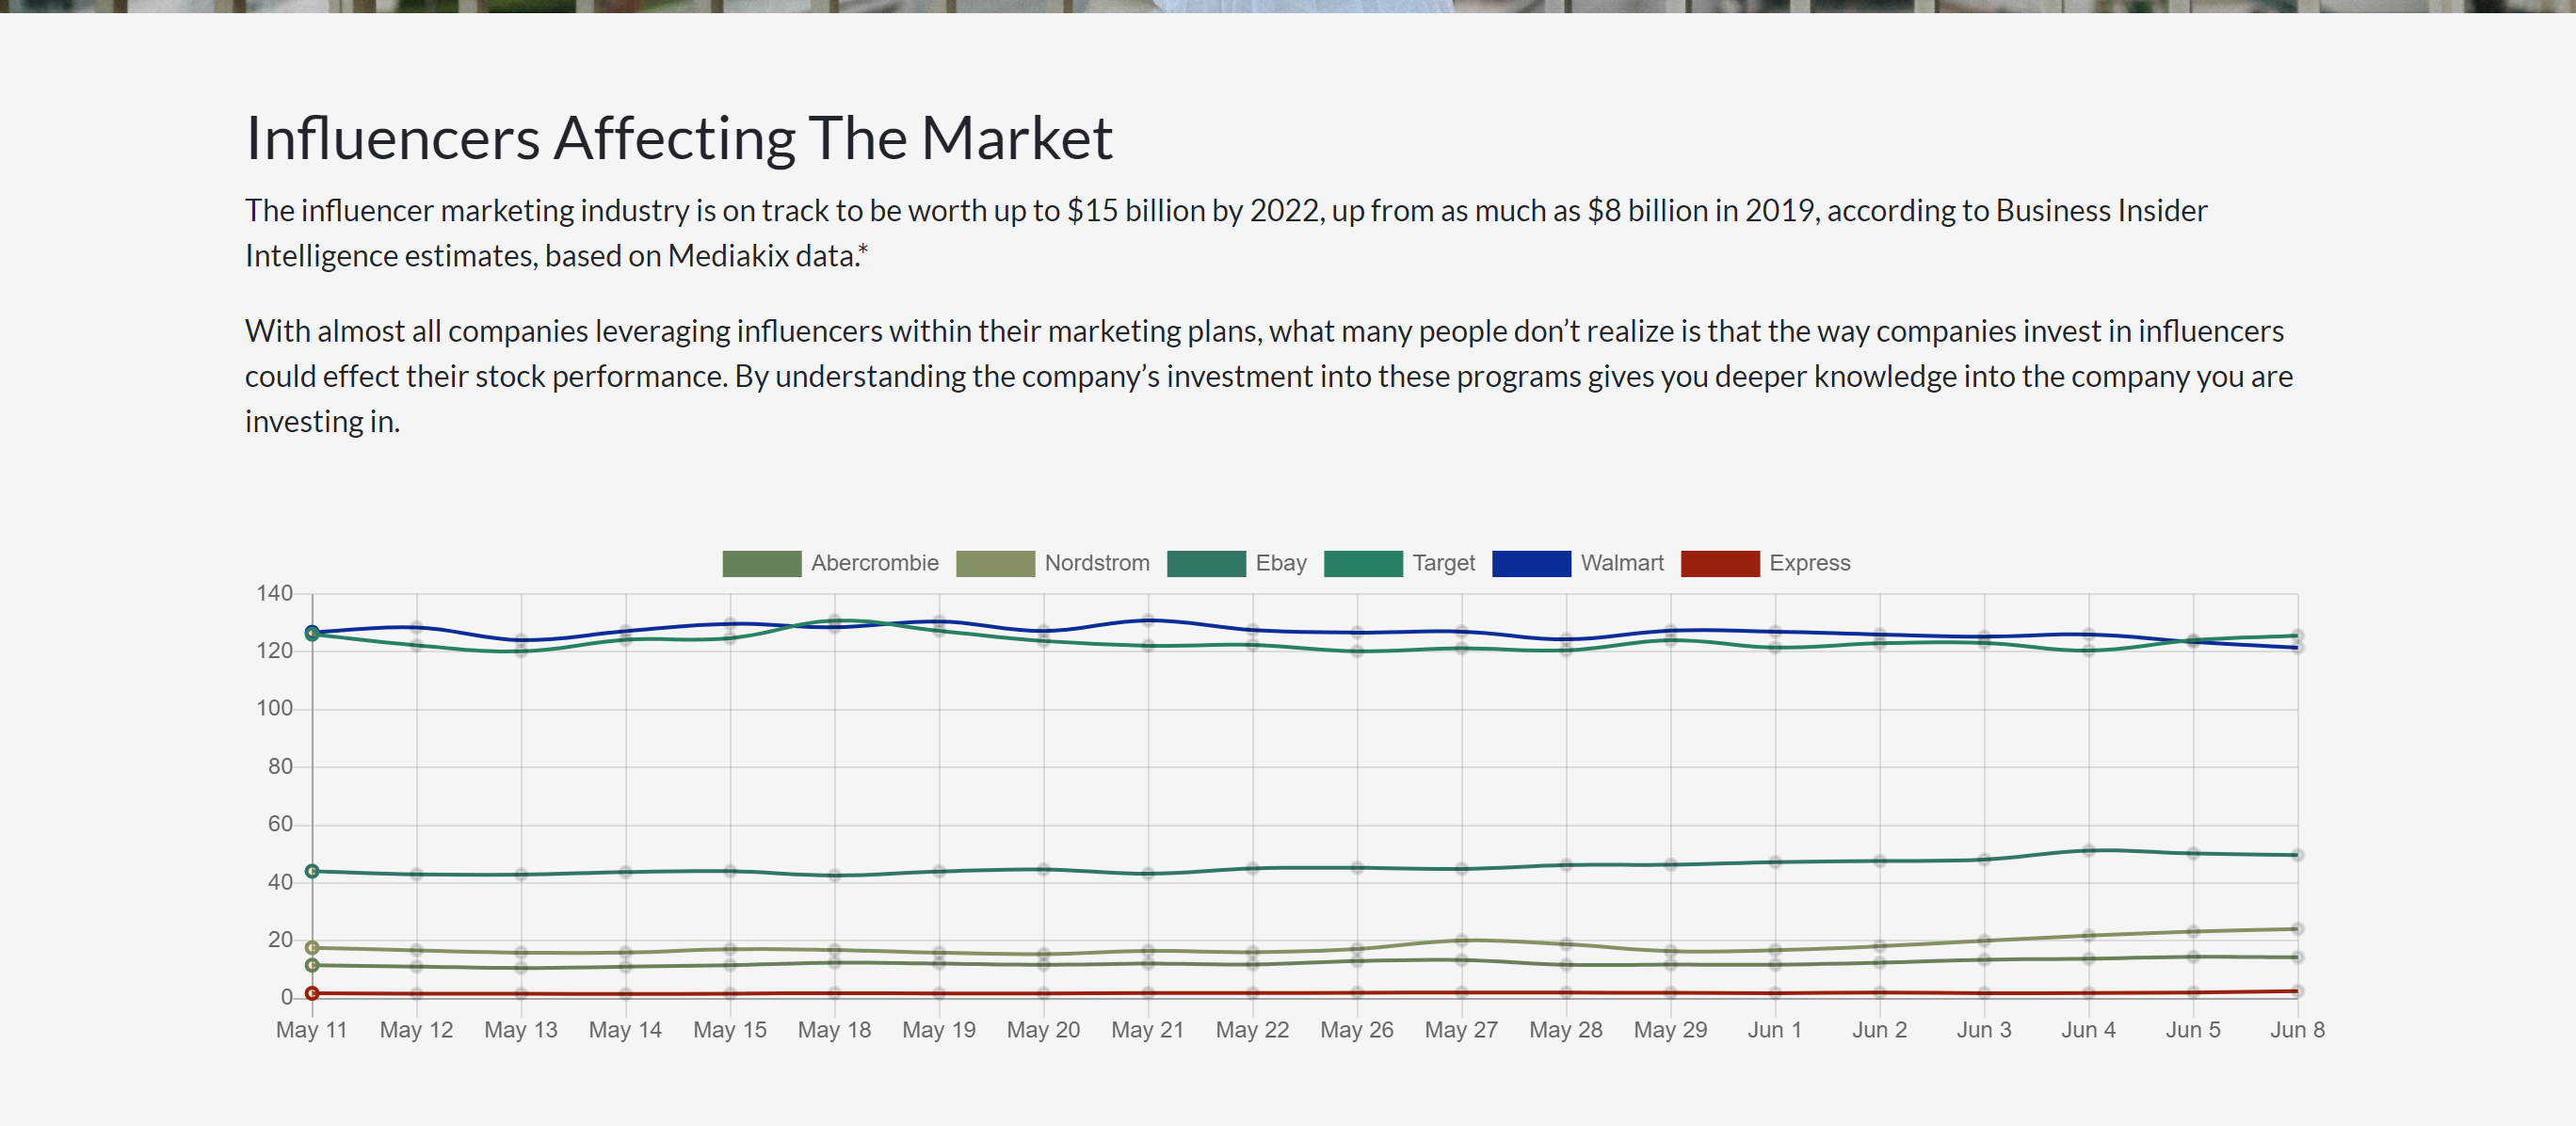 Influencers Affecting The Market
The influencer marketing industry is on track to be worth up to $15 billion by 2022, up from as much as $8 billion in 2019, according to Business Insider
Intelligence estimates, based on Mediakix data.*
With almost all companies leveraging influencers within their marketing plans, what many people don’t realize is that the way companies invest in influencers
could effect their stock performance. By understanding the company’s investment into these programs gives you deeper knowledge into the company you are
investing in.
Abercrombie Nordstrom Ebay Target Walmart Express
140
120
100
80
60
40
20
0
May 11 May 12 May 13 May 14 May 15 May 18 May 19 May 20 May 21 May 22 May 26 May 27 May 28 May 29 Jun 1 Jun 2 Jun 3 Jun 4 Jun 5 Jun 8